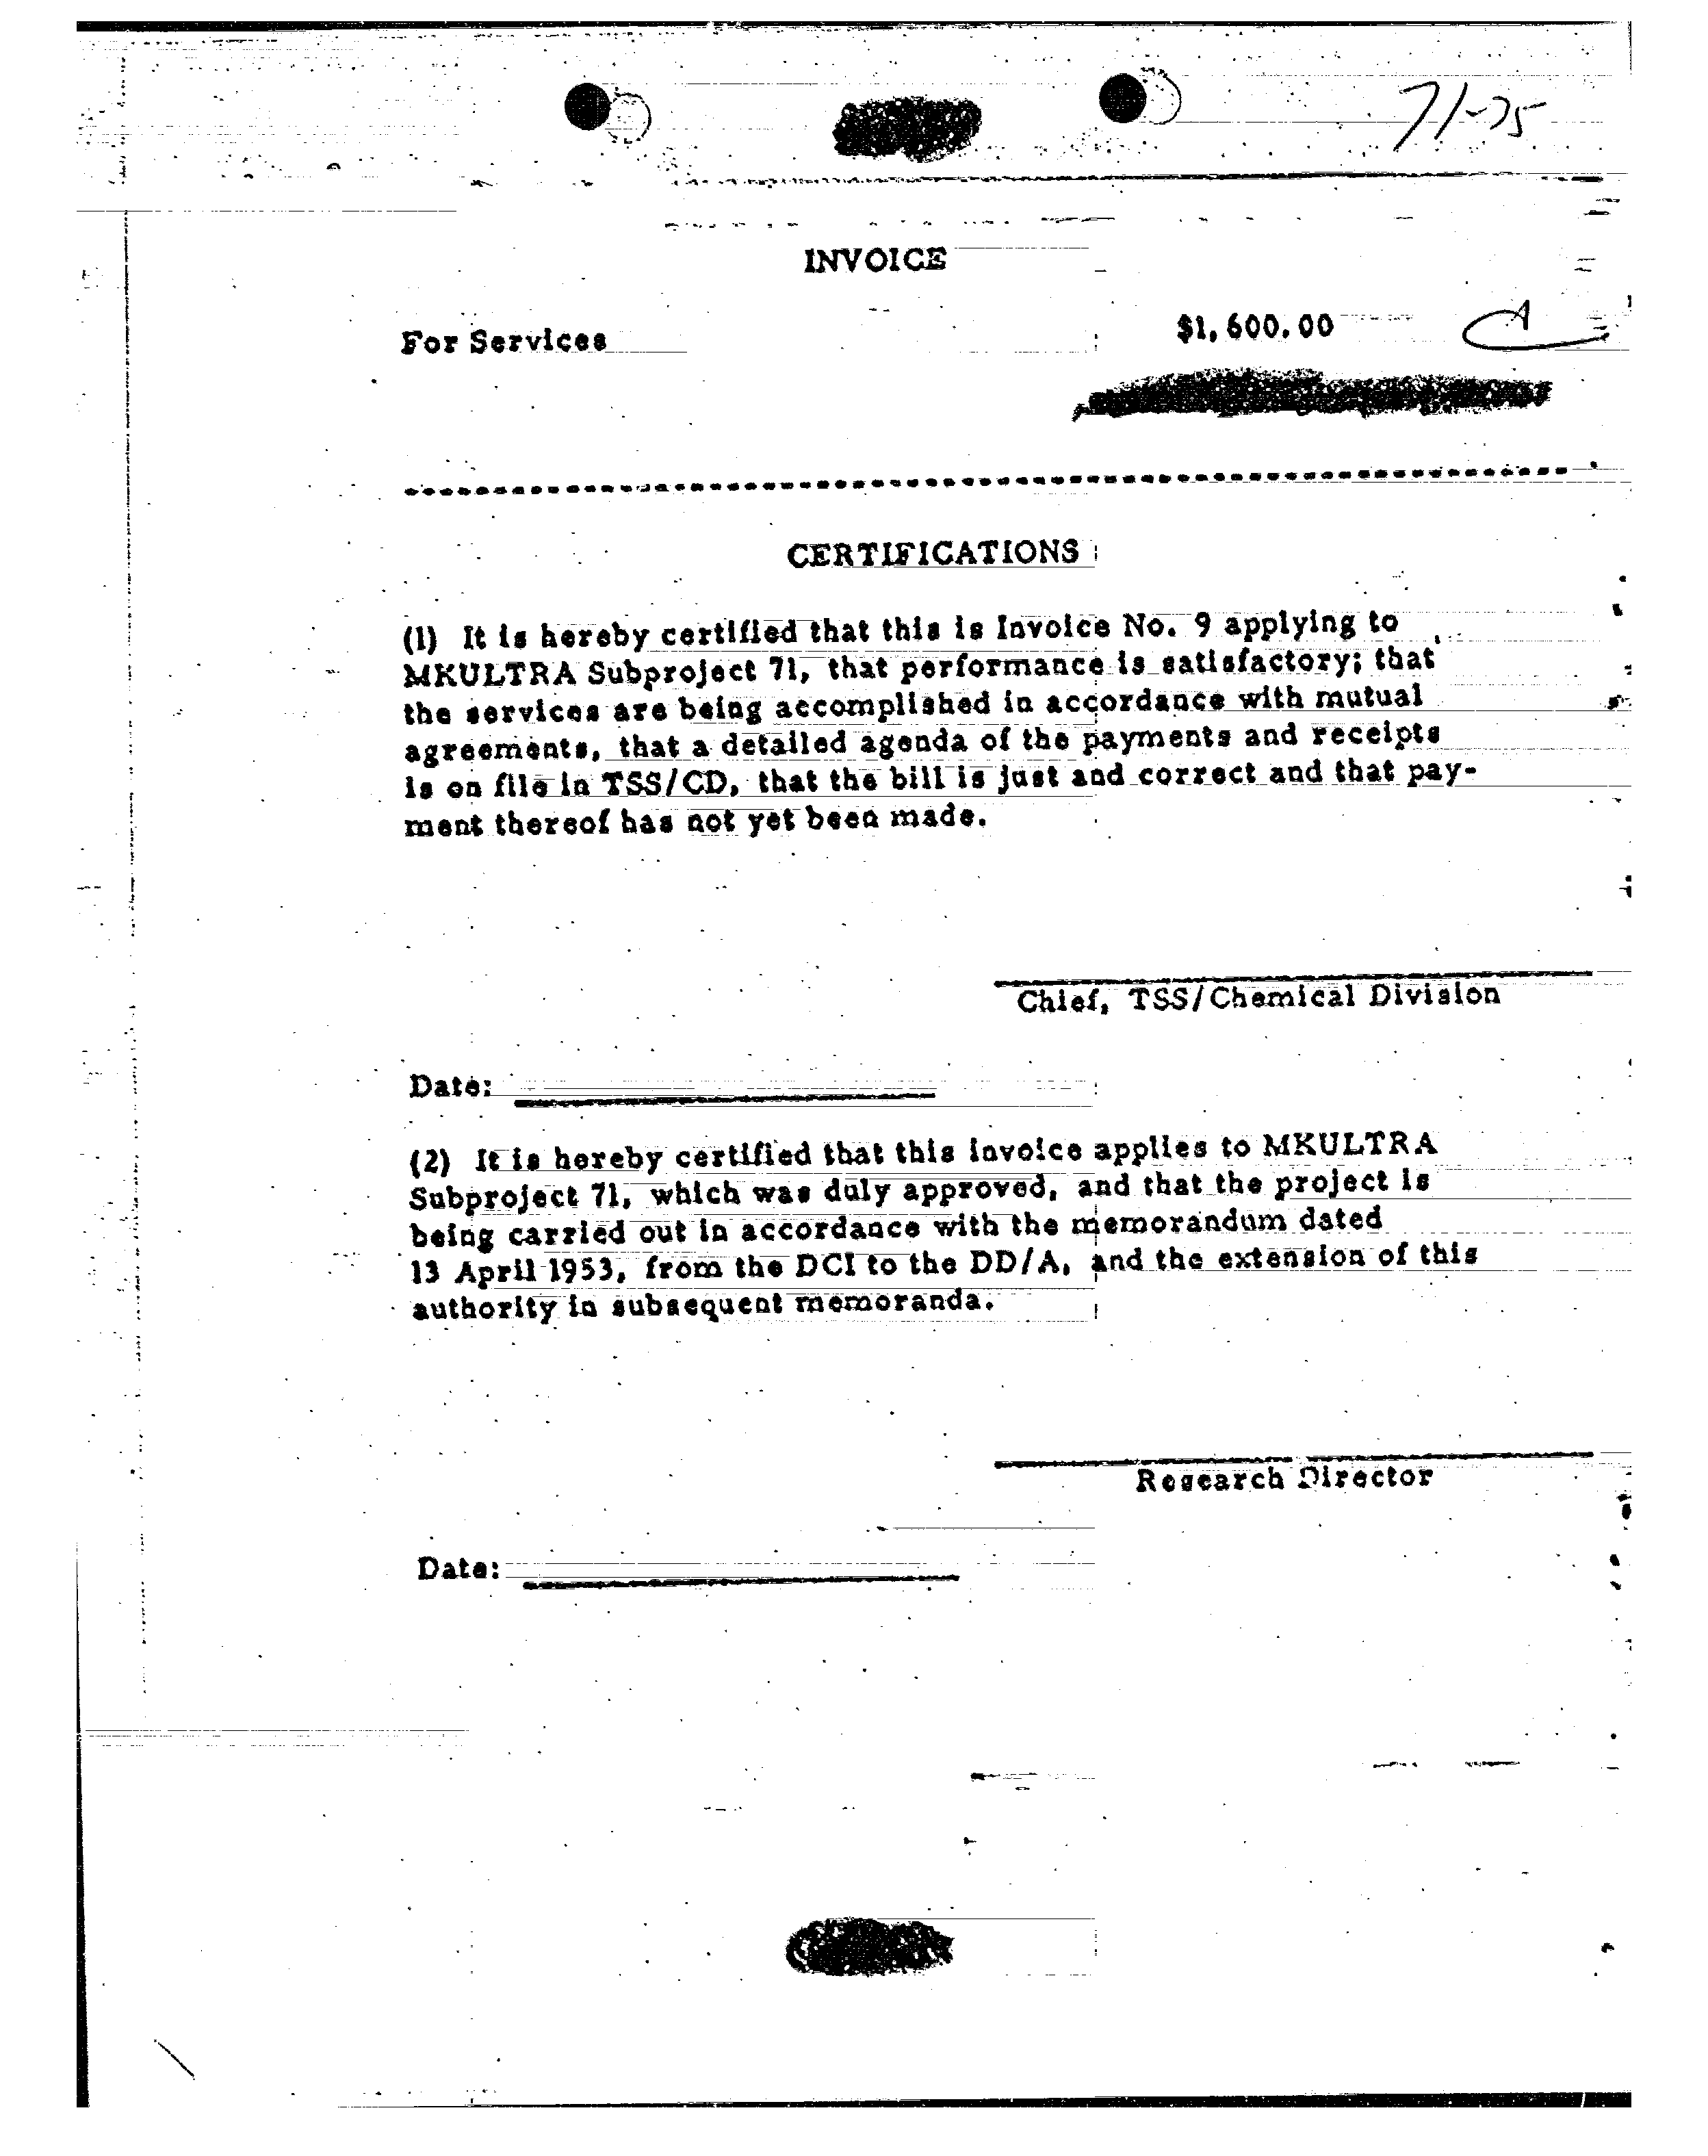 71-75
INVOICE
For Services
$1,600.00
A
CERTIFICATIONS
(1) It is hereby certified that this is Invoice No. 9 applying to
MKULTRA Subproject 71, that performance is satisfactory; that
the services are being accomplished in accordance with mutual
agreements, that a detailed agenda of the payments and receipts
is on file in TSS/CD, that the bill is just and correct and that pay-
ment thereof has not yet been made.
Chief, TSS/Chemical Division
Date:
(2) It is hereby certified that this invoice applies to MKULTRA
Subproject 71, which was duly approved, and that the project is
being carried out in accordance with the memorandum dated
13 April 1953, from the DCI to the DD/A, and the extension of this
authority in subsequent memoranda.
Research Director
Date: